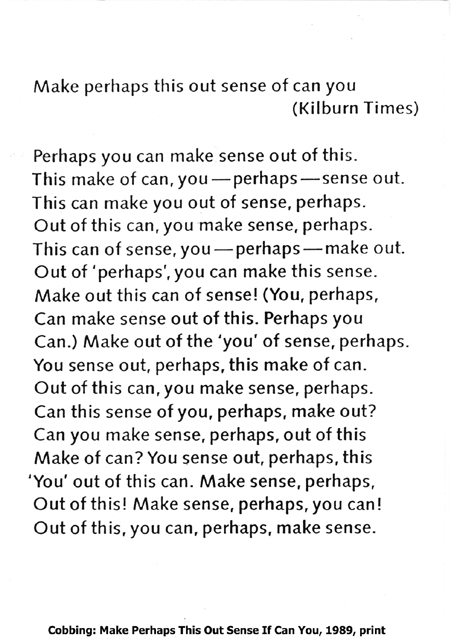 Make perhaps this out sense of can you
(Kilburn Times)
Perhaps you can make sense out of this.
This make of can, you — perhaps — sense out.
This can make you out of sense, perhaps.
Out of this can, you make sense, perhaps.
This can of sense, you — perhaps — make out.
Out of 'perhaps', you can make this sense.
Make out this can of sense! (You, perhaps,
Can make sense out of this. Perhaps you
Can.) Make out of the 'you' of sense, perhaps.
You sense out, perhaps, this make of can.
Out of this can, you make sense, perhaps.
Can this sense of you, perhaps, make out?
Can you make sense, perhaps, out of this
Make of can? You sense out, perhaps, this
'You' out of this can. Make sense, perhaps,
Out of this! Make sense, perhaps, you can!
Out of this, you can, perhaps, make sense.
Cobbing: Make Perhaps This Out Sense If Can You, 1989, print